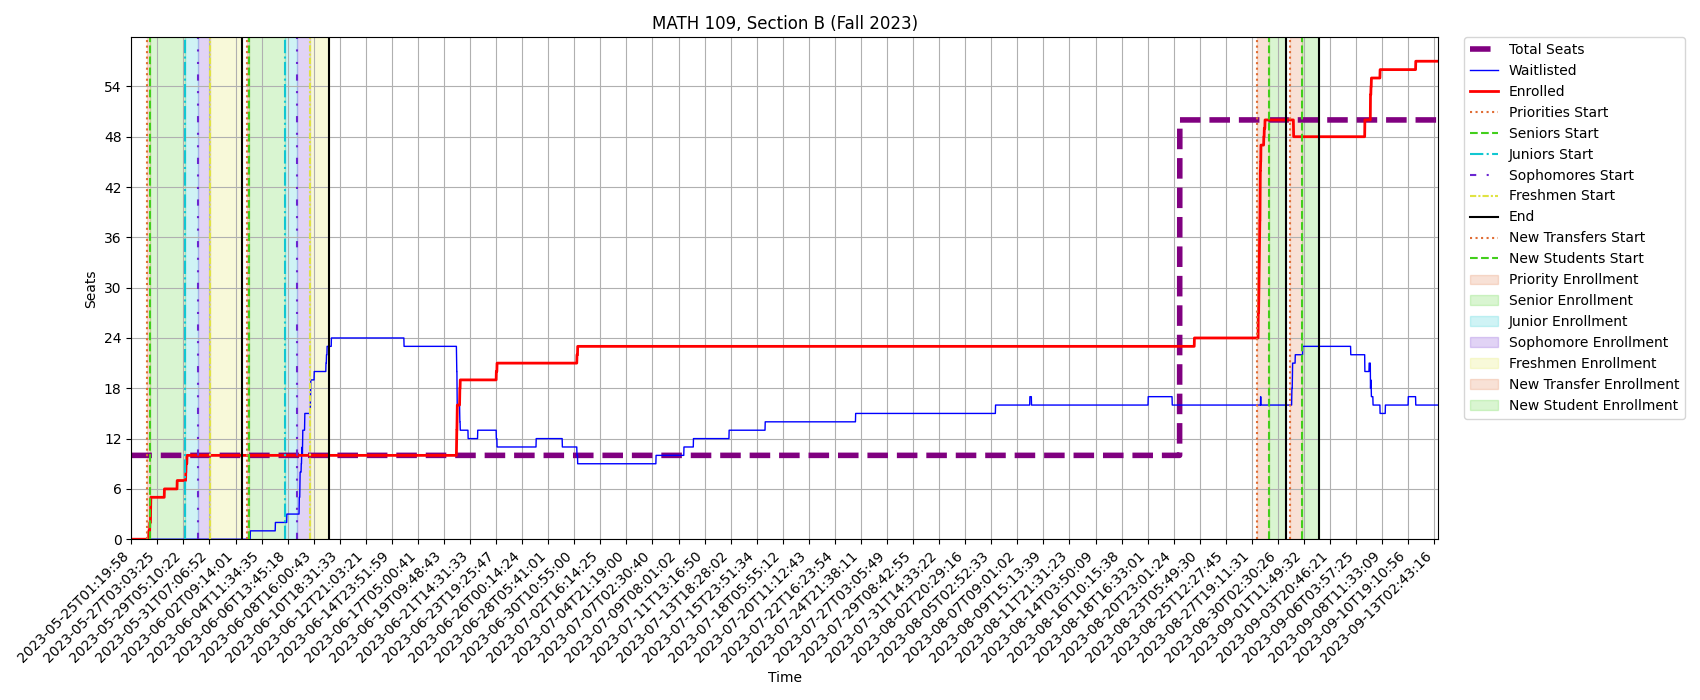 MATH 109, Section B (Fall 2023)
Seats
54
48
42
36
30
24
18
12
6
0
2023-05-25T01:19:58
2023-05-27T03:03:25
2023-05-29T05:10:22
2023-05-31T07:06:52
2023-06-02T09:14:01
2023-06-04T11:34:35
2023-06-06T13:45:18
2023-06-08T16:00:43
2023-06-10T18:31:33
2023-06-12T21:03:21
2023-06-14T23:51:59
2023-06-17T05:00:41
2023-06-19T09:48:43
2023-06-21T14:31:33
2023-06-23T19:25:47
2023-06-26T00:14:24
2023-06-28T05:41:01
2023-06-30T10:55:00
2023-07-02T16:14:25
2023-07-04T21:19:00
2023-07-07T02:30:40
2023-07-09T08:01:02
2023-07-11T13:16:50
2023-07-13T18:28:02
2023-07-15T23:51:34
2023-07-18T05:55:12
2023-07-20T11:12:43
2023-07-22T16:23:54
2023-07-24T21:38:11
2023-07-27T03:05:49
2023-07-29T08:42:55
2023-07-31T14:33:22
2023-08-02T20:29:16
2023-08-05T02:52:33
2023-08-07T09:01:02
2023-08-09T15:13:39
2023-08-11T21:31:23
2023-08-14T03:50:09
2023-08-16T10:15:38
2023-08-18T16:33:01
2023-08-20T23:01:24
2023-08-23T05:49:30
2023-08-25T12:27:45
2023-08-27T19:11:31
2023-08-30T02:30:26
2023-09-01T11:49:32
2023-09-03T20:46:21
2023-09-06T03:57:25
2023-09-08T11:33:09
2023-09-10T19:10:56
2023-09-13T02:43:16
Time
Total Seats
Waitlisted
Enrolled
Priorities Start
Seniors Start
Juniors Start
Sophomores Start
Freshmen Start
End
New Transfers Start
New Students Start
Priority Enrollment
Senior Enrollment
Junior Enrollment
Sophomore Enrollment
Freshmen Enrollment
New Transfer Enrollment
New Student Enrollment